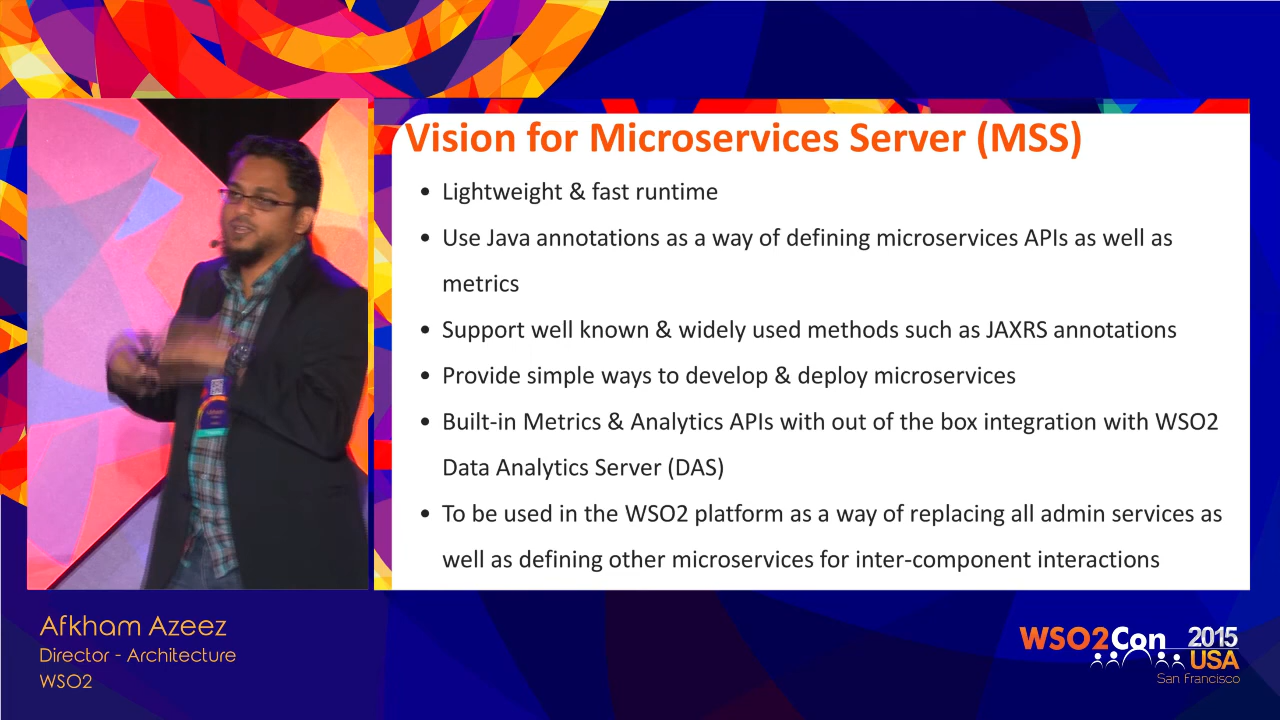 Vision for Microservices Server (MSS)
• Lightweight & fast runtime
• Use Java annotations as a way of defining microservices APIs as well as
metrics
• Support well known & widely used methods such as JAXRS annotations
• Provide simple ways to develop & deploy microservices
• Built-in Metrics & Analytics APIs with out of the box integration with WSO2
Data Analytics Server (DAS)
• To be used in the WSO2 platform as a way of replacing all admin services as
well as defining other microservices for inter-component interactions
Afkham Azeez
Director - Architecture
WSO2
WSO2Con 2015
USA
San Francisco